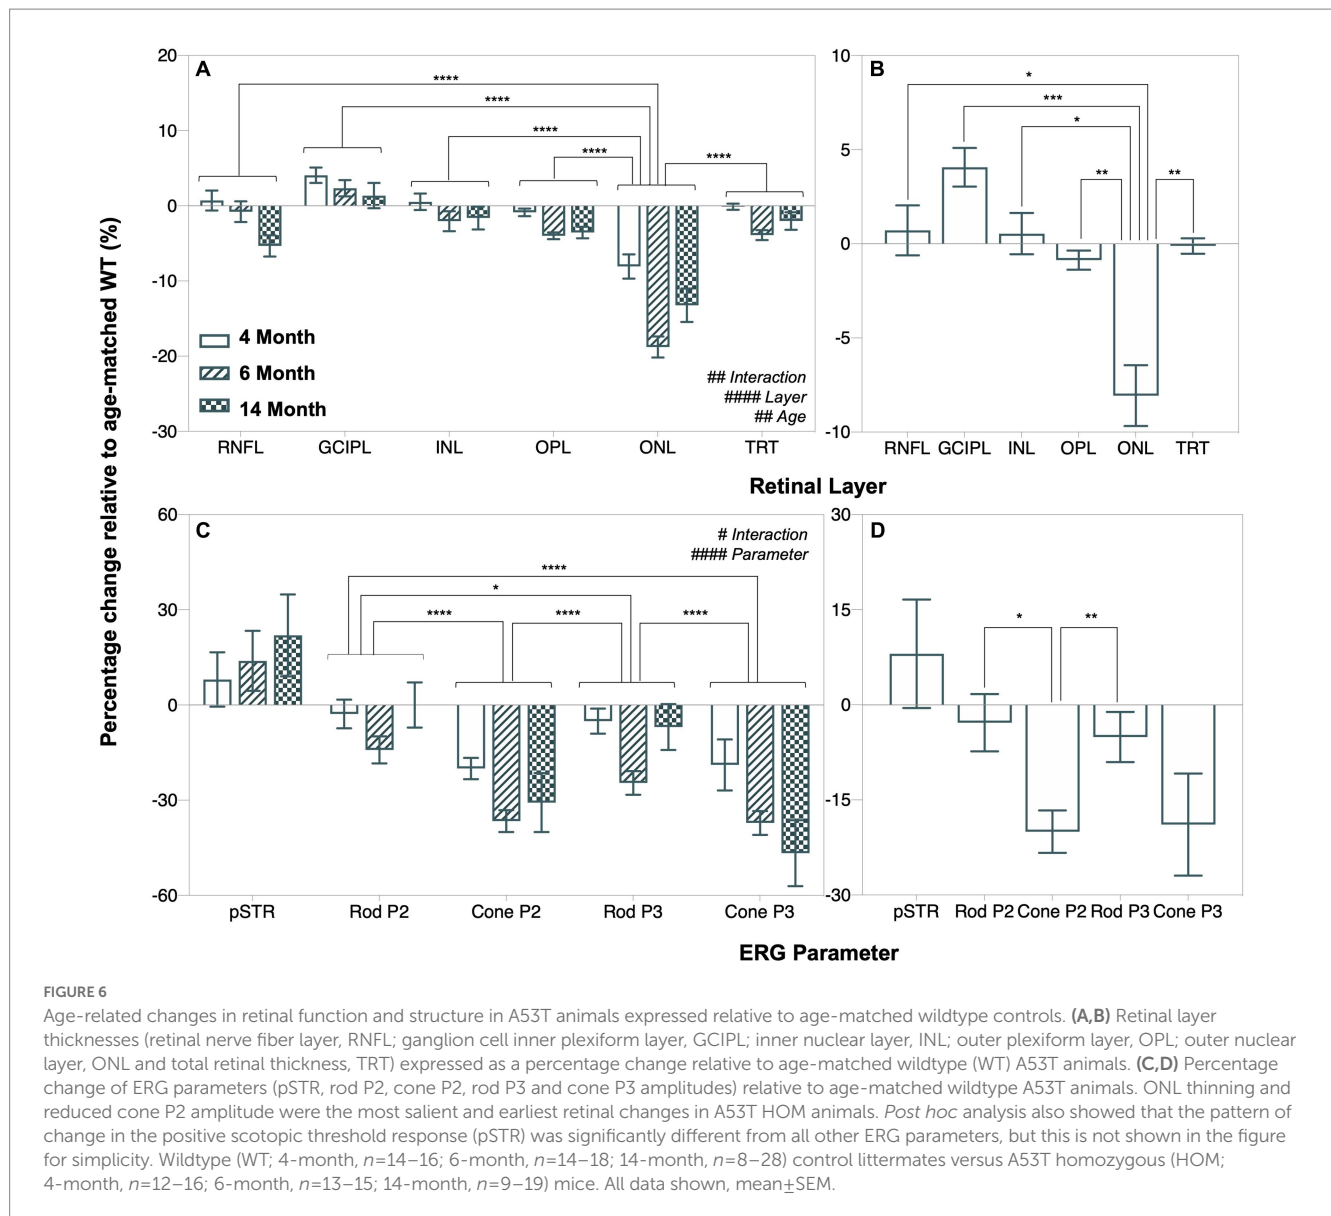 Percentage change relative to age-matched WT (%)
A
20
10
0
-10
-20
-30
****
****
****
****
****
4 Month
6 Month
14 Month
## Interaction
#### Layer
## Age
RNFL GCIPL INL OPL ONL TRT
B
10
5
0
-5
-10
*
***
*
** **
RNFL GCIPL INL OPL ONL TRT
Retinal Layer
C
60
30
0
-30
-60
# Interaction
#### Parameter
****
*
**** **** ****
pSTR Rod P2 Cone P2 Rod P3 Cone P3
D
30
15
0
-15
-30
* **
pSTR Rod P2 Cone P2 Rod P3 Cone P3
ERG Parameter
FIGURE 6
Age-related changes in retinal function and structure in A53T animals expressed relative to age-matched wildtype controls. (A,B) Retinal layer
thicknesses (retinal nerve fiber layer, RNFL; ganglion cell inner plexiform layer, GCIPL; inner nuclear layer, INL; outer plexiform layer, OPL; outer nuclear
layer, ONL and total retinal thickness, TRT) expressed as a percentage change relative to age-matched wildtype (WT) A53T animals. (C,D) Percentage
change of ERG parameters (pSTR, rod P2, cone P2, rod P3 and cone P3 amplitudes) relative to age-matched wildtype A53T animals. ONL thinning and
reduced cone P2 amplitude were the most salient and earliest retinal changes in A53T HOM animals. Post hoc analysis also showed that the pattern of
change in the positive scotopic threshold response (pSTR) was significantly different from all other ERG parameters, but this is not shown in the figure
for simplicity. Wildtype (WT; 4-month, n=14–16; 6-month, n=14–18; 14-month, n=8–28) control littermates versus A53T homozygous (HOM;
4-month, n=12–16; 6-month, n=13–15; 14-month, n=9–19) mice. All data shown, mean±SEM.